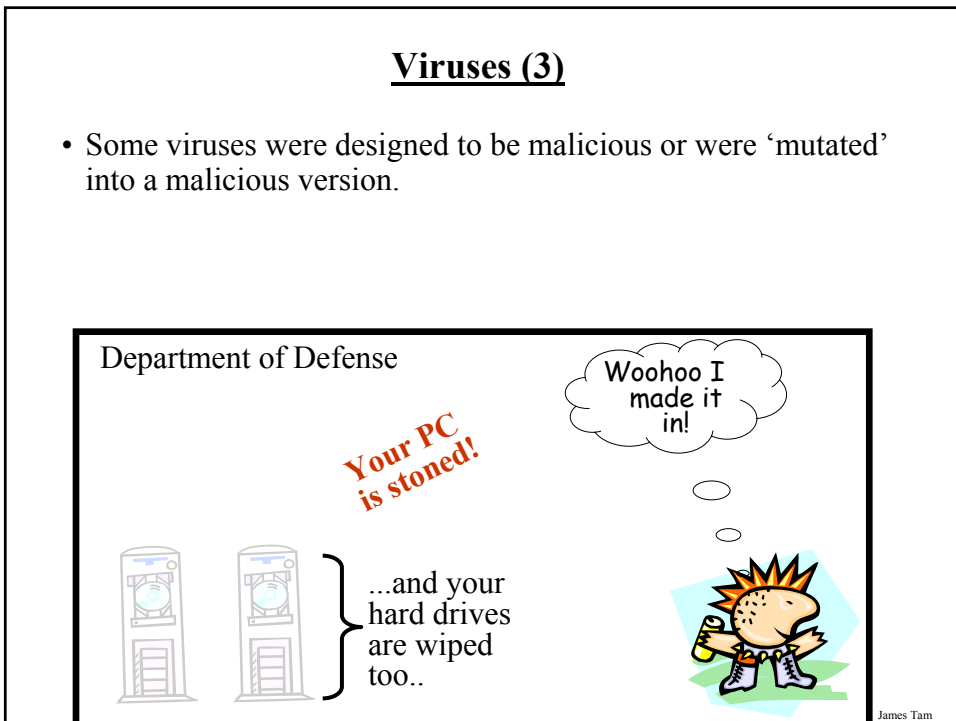 Viruses (3)
• Some viruses were designed to be malicious or were ‘mutated’
into a malicious version.
Department of Defense
Woohoo I
made it
in!
Your PC
is stoned!
...and your
hard drives
are wiped
too..
James Tam